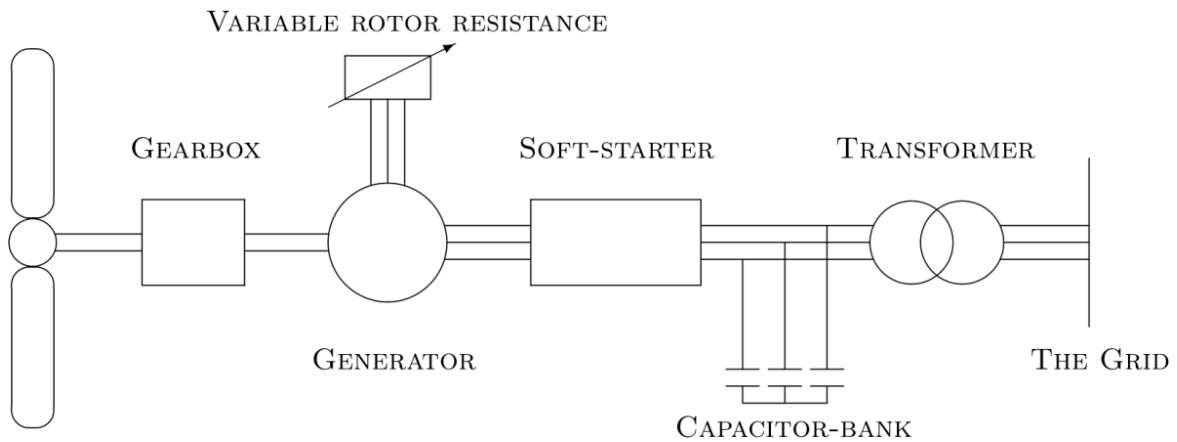 Variable rotor resistance
Gearbox
Soft-starter
Transformer
Generator
The Grid
Capacitor-bank